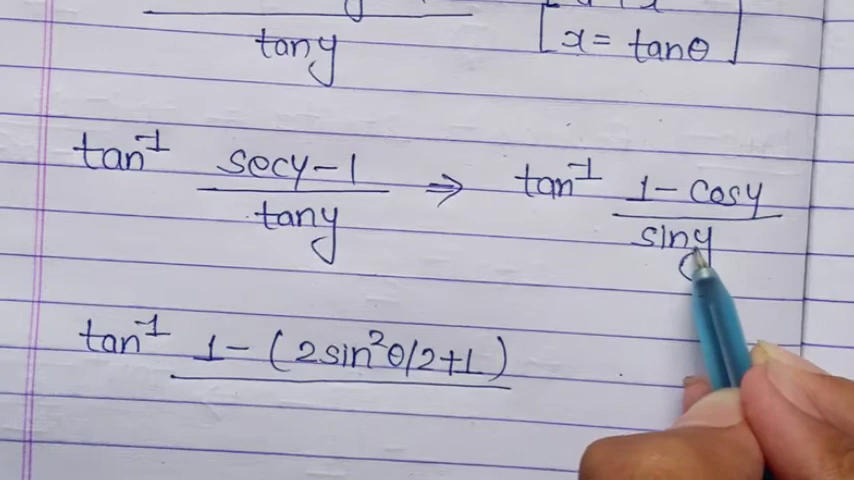 tany
x = tanθ
tan⁻¹ secy-1 / tany ⇒ tan⁻¹ 1-cosy / siny
tan⁻¹ 1-(2sin²θ/2+1)